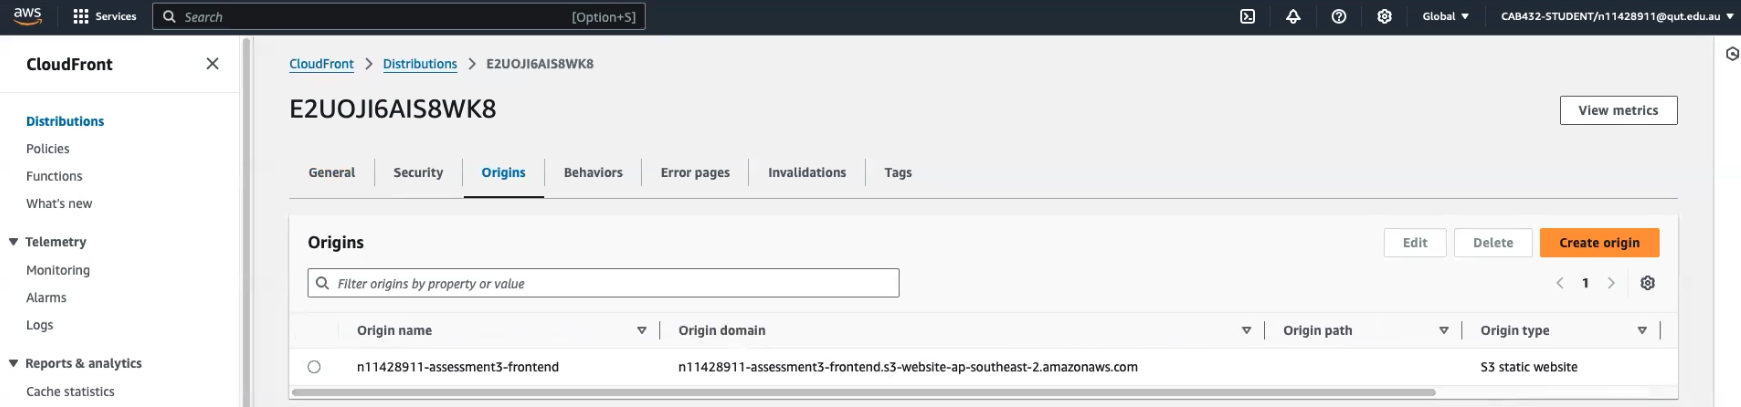 aws Services Search [Option+S] Global CAB432-STUDENT/n11428911@qut.edu.au
CloudFront
Distributions
Policies
Functions
What's new
Telemetry
Monitoring
Alarms
Logs
Reports & analytics
Cache statistics
CloudFront Distributions E2UOJI6AIS8WK8
E2UOJI6AIS8WK8
View metrics
General Security Origins Behaviors Error pages Invalidations Tags
Origins
Edit Delete Create origin
Filter origins by property or value
1
Origin name Origin domain Origin path Origin type
n11428911-assessment3-frontend n11428911-assessment3-frontend.s3-website-ap-southeast-2.amazonaws.com S3 static website